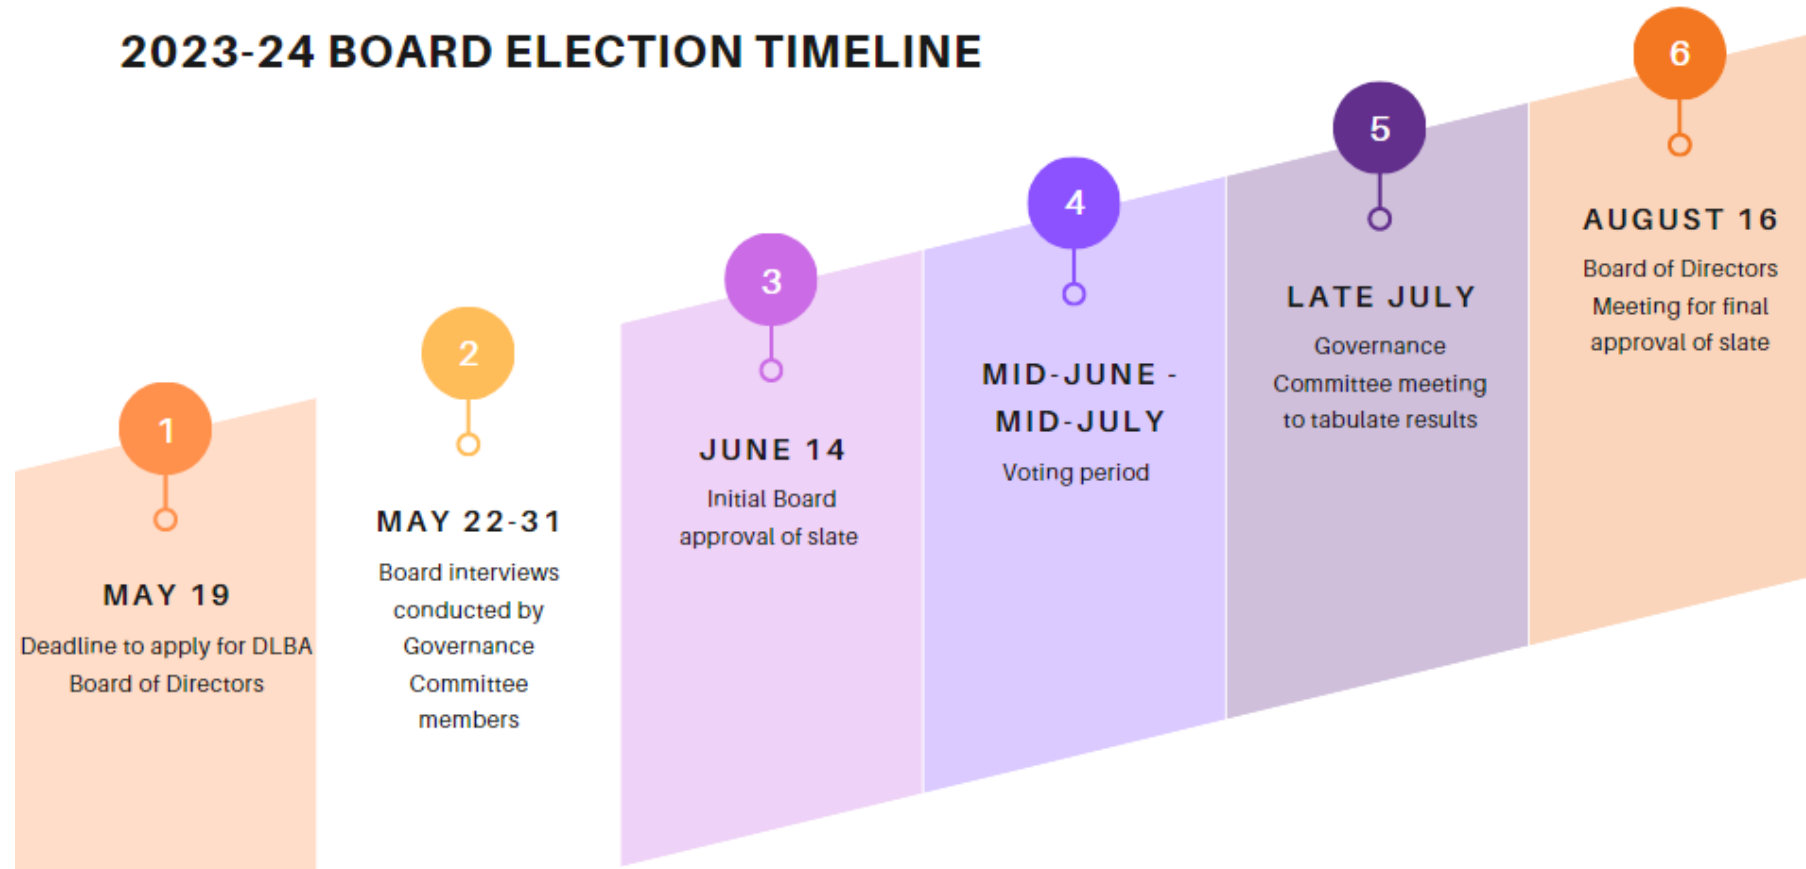 2023-24 BOARD ELECTION TIMELINE
1
MAY 19
Deadline to apply for DLBA
Board of Directors
2
MAY 22-31
Board interviews
conducted by
Governance
Committee
members
3
JUNE 14
Initial Board
approval of slate
4
MID-JUNE -
MID-JULY
Voting period
5
LATE JULY
Governance
Committee meeting
to tabulate results
6
AUGUST 16
Board of Directors
Meeting for final
approval of slate